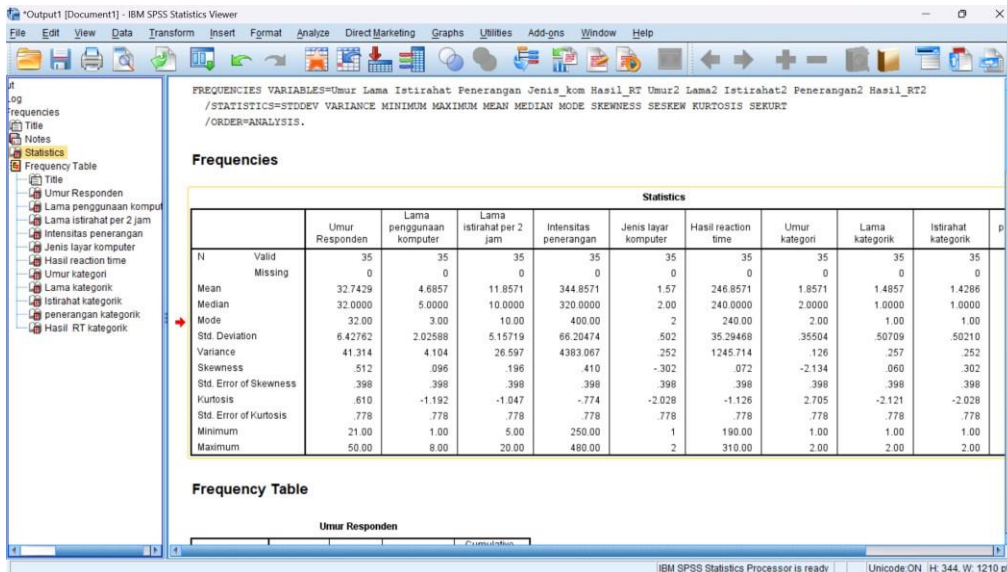 *Output1 [Document1] - IBM SPSS Statistics Viewer
File Edit View Data Transform Insert Format Analyze Direct Marketing Graphs Utilities Add-ons Window Help
ut
.og
Frequencies
Title
Notes
Statistics
Frequency Table
Title
Umur Responden
Lama penggunaan komput
Lama istirahat per 2 jam
Intensitas penerangan
Jenis layar komputer
Hasil reaction time
Umur kategori
Lama kategorik
Istirahat kategorik
penerangan kategorik
Hasil RT kategorik
FREQUENCIES VARIABLES=Umur Lama Istirahat Penerangan Jenis_kom Hasil_RT Umur2 Lama2 Istirahat2 Penerangan2 Hasil_RT2
/STATISTICS=STDDEV VARIANCE MINIMUM MAXIMUM MEAN MEDIAN MODE SKEWNESS SESKEW KURTOSIS SEKURT
/ORDER=ANALYSIS.
Frequencies
Statistics
Umur Responden Lama penggunaan komputer Lama istirahat per 2 jam Intensitas penerangan Jenis layar komputer Hasil reaction time Umur kategori Lama kategorik Istirahat kategorik p
N Valid 35 35 35 35 35 35 35 35 35
Missing 0 0 0 0 0 0 0 0 0
Mean 32.7429 4.6857 11.8571 344.8571 1.57 246.8571 1.8571 1.4857 1.4286
Median 32.0000 5.0000 10.0000 320.0000 2.00 240.0000 2.0000 1.0000 1.0000
Mode 32.00 3.00 10.00 400.00 2 240.00 2.00 1.00 1.00
Std. Deviation 6.42762 2.02588 5.15719 66.20474 .502 35.29468 .35504 .50709 .50210
Variance 41.314 4.104 26.597 4383.067 .252 1245.714 .126 .257 .252
Skewness .512 .096 .196 .410 -.302 .072 -2.134 .060 .302
Std. Error of Skewness .398 .398 .398 .398 .398 .398 .398 .398 .398
Kurtosis .610 -1.192 -1.047 -.774 -2.028 -1.126 2.705 -2.121 -2.028
Std. Error of Kurtosis .778 .778 .778 .778 .778 .778 .778 .778 .778
Minimum 21.00 1.00 5.00 250.00 1 190.00 1.00 1.00 1.00
Maximum 50.00 8.00 20.00 480.00 2 310.00 2.00 2.00 2.00
Frequency Table
Umur Responden
Cumulative
IBM SPSS Statistics Processor is ready Unicode:ON H: 344, W: 1210 p